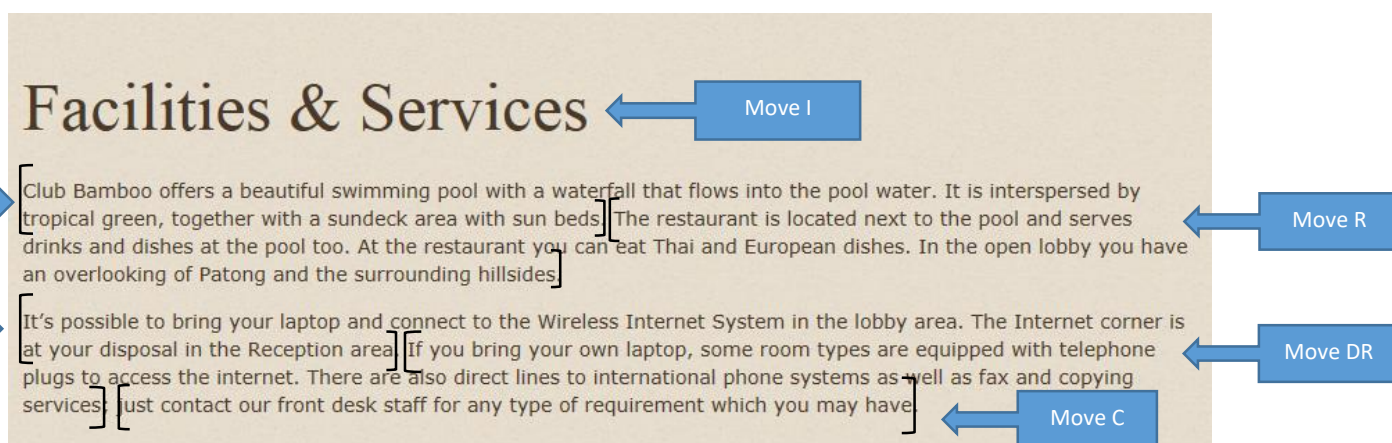 Facilities & Services
Move I
Club Bamboo offers a beautiful swimming pool with a waterfall that flows into the pool water. It is interspersed by
tropical green, together with a sundeck area with sun beds. The restaurant is located next to the pool and serves
Move R
drinks and dishes at the pool too. At the restaurant you can eat Thai and European dishes. In the open lobby you have
an overlooking of Patong and the surrounding hillsides.
It's possible to bring your laptop and connect to the Wireless Internet System in the lobby area. The Internet corner is
at your disposal in the Reception area. If you bring your own laptop, some room types are equipped with telephone
Move DR
plugs to access the internet. There are also direct lines to international phone systems as well as fax and copying
services; just contact our front desk staff for any type of requirement which you may have.
Move C